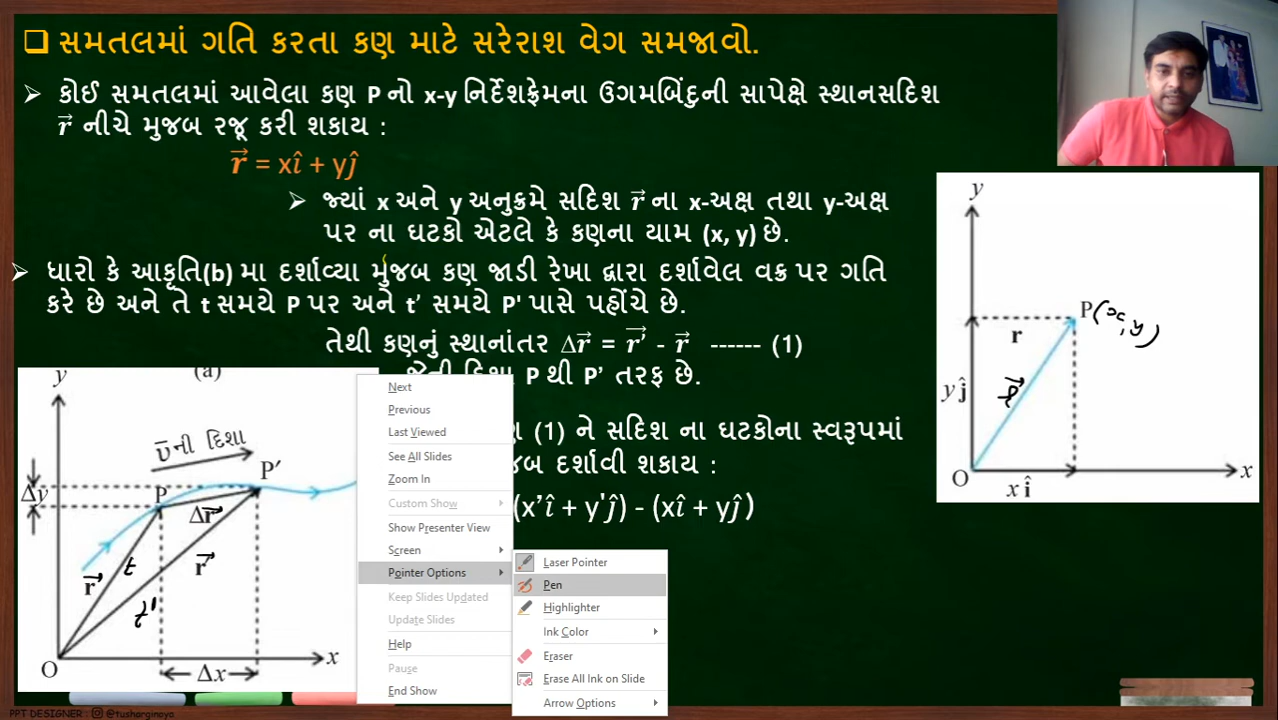 ❑ સમતલમાં ગતિ કરતા કણ માટે સરેરાશ વેગ સમજાવો.
➢ કોઈ સમતલમાં આવેલા કણ P નો x-y નિર્દેશફ્રેમના ઉગમબિંદુની સાપેક્ષે સ્થાનસદિશ
r⃗ નીચે મુજબ રજૂ કરી શકાય :
r⃗ = xî + yĵ
➢ જ્યાં x અને y અનુક્રમે સદિશ r⃗ ના x-અક્ષ તથા y-અક્ષ
પર ના ઘટકો એટલે કે કણના યામ (x, y) છે.
➢ ધારો કે આકૃતિ(b) મા દર્શાવ્યા મુજબ કણ જાડી રેખા દ્વારા દર્શાવેલ વક્ર પર ગતિ
કરે છે અને તે t સમયે P પર અને t’ સમયે P' પાસે પહોંચે છે.
તેથી કણનું સ્થાનાંતર Δr⃗ = r⃗’ - r⃗ ------ (1)
દિશા P થી P’ તરફ છે.
(1) ને સદિશ ના ઘટકોના સ્વરૂપમાં
દર્શાવી શકાય :
(x’î + y'ĵ) - (xî + yĵ)
y
P(x, y)
r
r⃗
y ĵ
O
x î
x
(a)
y
v̅ ની દિશા
P′
Δy
P
Δr⃗
r⃗
t
r⃗
t'
O
x
Δx
Next
Previous
Last Viewed
See All Slides
Zoom In
Custom Show
Show Presenter View
Screen
Pointer Options
Keep Slides Updated
Update Slides
Help
Pause
End Show
Laser Pointer
Pen
Highlighter
Ink Color
Eraser
Erase All Ink on Slide
Arrow Options
PPT DESIGNER : @tusharginoya